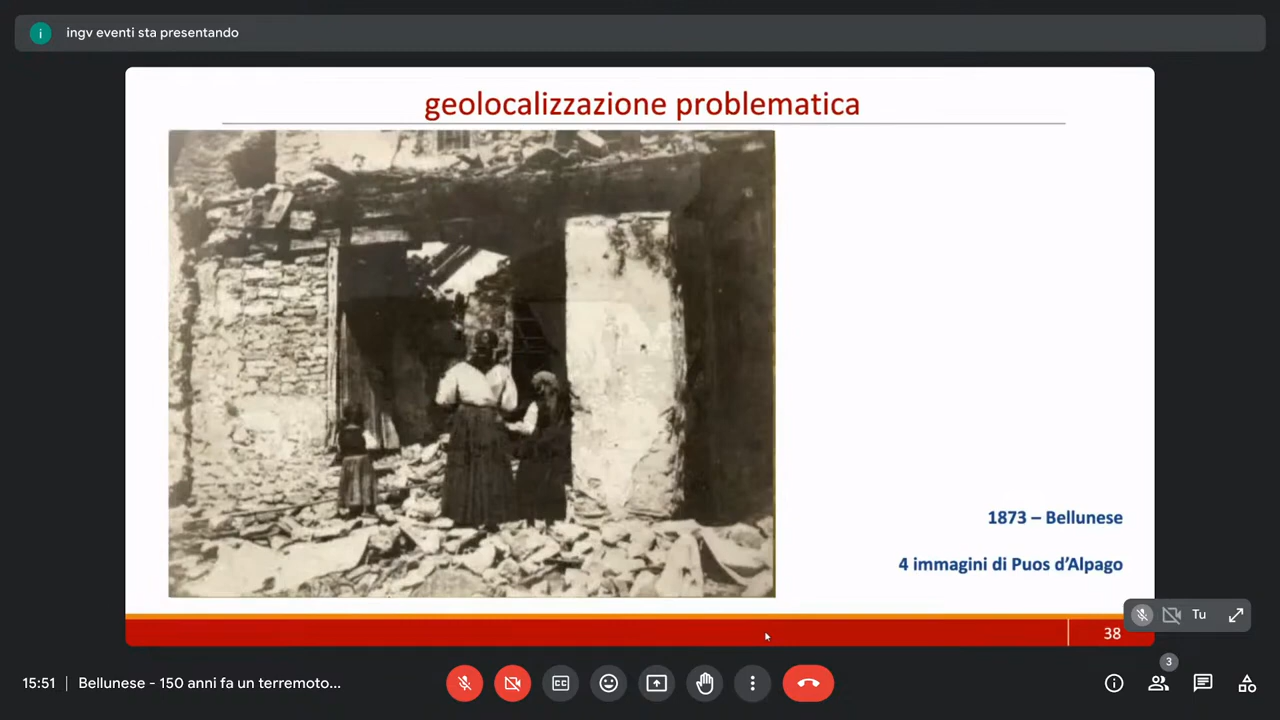 i ingv eventi sta presentando
geolocalizzazione problematica
1873 – Bellunese
4 immagini di Puos d’Alpago
Tu
38
3
15:51 | Bellunese - 150 anni fa un terremoto...
CC